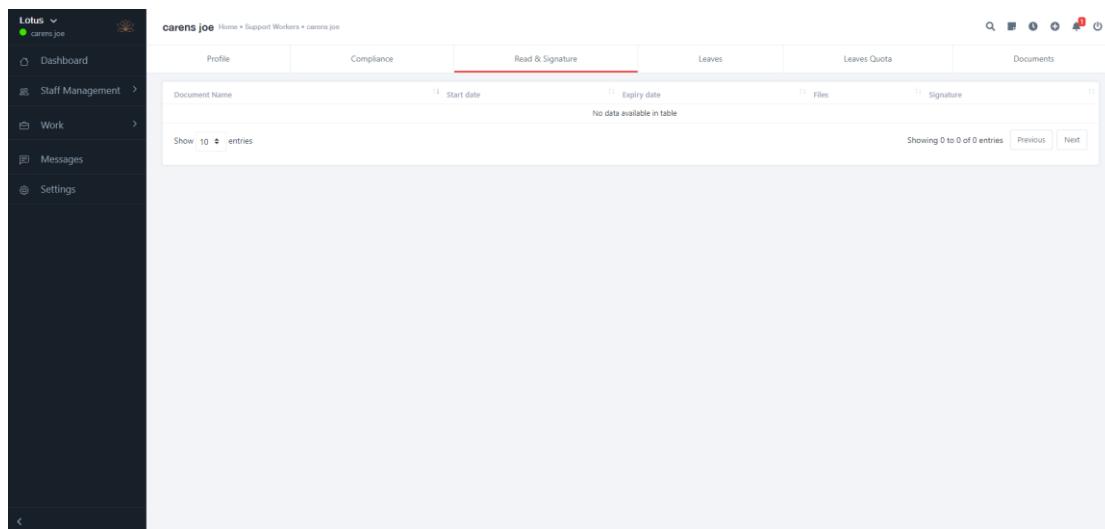 Lotus
carens joe
Dashboard
Staff Management
Work
Messages
Settings
carens joe Home • Support Workers • carens joe
1
Profile Compliance Read & Signature Leaves Leaves Quota Documents
Document Name Start date Expiry date Files Signature
No data available in table
Show 10 entries Showing 0 to 0 of 0 entries Previous Next